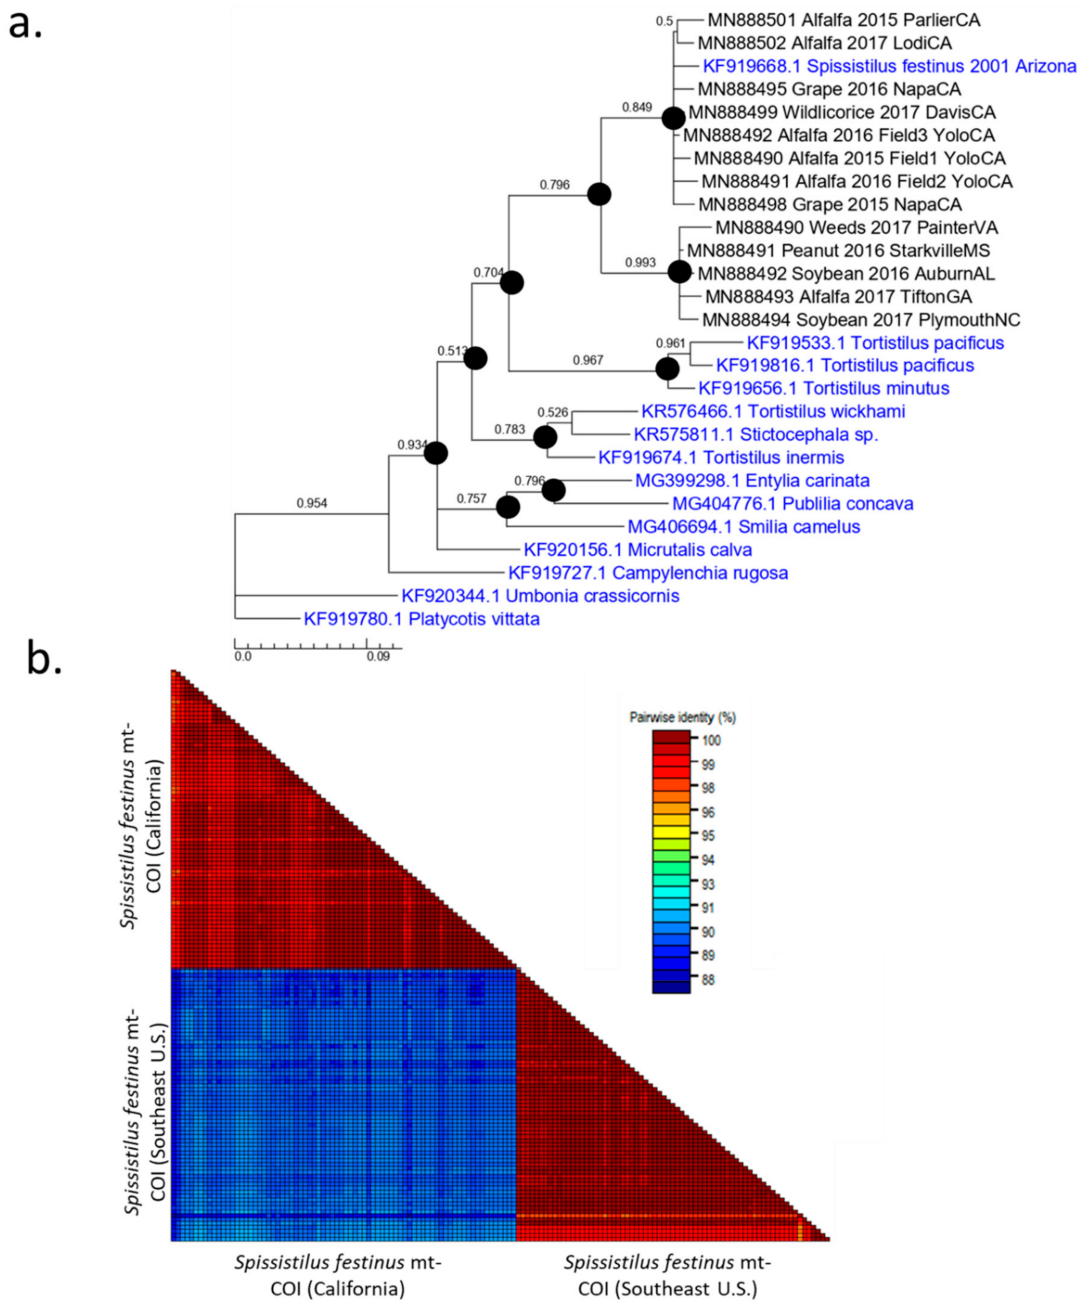 a.
0.5
MN888501 Alfalfa 2015 ParlierCA
MN888502 Alfalfa 2017 LodiCA
KF919668.1 Spissistilus festinus 2001 Arizona
MN888495 Grape 2016 NapaCA
0.849
MN888499 Wildlicorice 2017 DavisCA
MN888492 Alfalfa 2016 Field3 YoloCA
MN888490 Alfalfa 2015 Field1 YoloCA
MN888491 Alfalfa 2016 Field2 YoloCA
0.796
MN888498 Grape 2015 NapaCA
MN888490 Weeds 2017 PainterVA
MN888491 Peanut 2016 StarkvilleMS
0.993
0.704
MN888492 Soybean 2016 AuburnAL
MN888493 Alfalfa 2017 TiftonGA
MN888494 Soybean 2017 PlymouthNC
0.961
KF919533.1 Tortistilus pacificus
0.513
0.967
KF919816.1 Tortistilus pacificus
KF919656.1 Tortistilus minutus
0.526
KR576466.1 Tortistilus wickhami
0.783
KR575811.1 Stictocephala sp.
0.934
KF919674.1 Tortistilus inermis
0.796
MG399298.1 Entylia carinata
0.757
MG404776.1 Publilia concava
0.954
MG406694.1 Smilia camelus
KF920156.1 Micrutalis calva
KF919727.1 Campylenchia rugosa
KF920344.1 Umbonia crassicornis
KF919780.1 Platycotis vittata
0.0
0.09
b.
Pairwise identity (%)
100
99
98
96
95
94
93
91
90
89
88
Spissistilus festinus mt-
COI (California)
Spissistilus festinus mt-
COI (Southeast U.S.)
Spissistilus festinus mt-
COI (California)
Spissistilus festinus mt-
COI (Southeast U.S.)